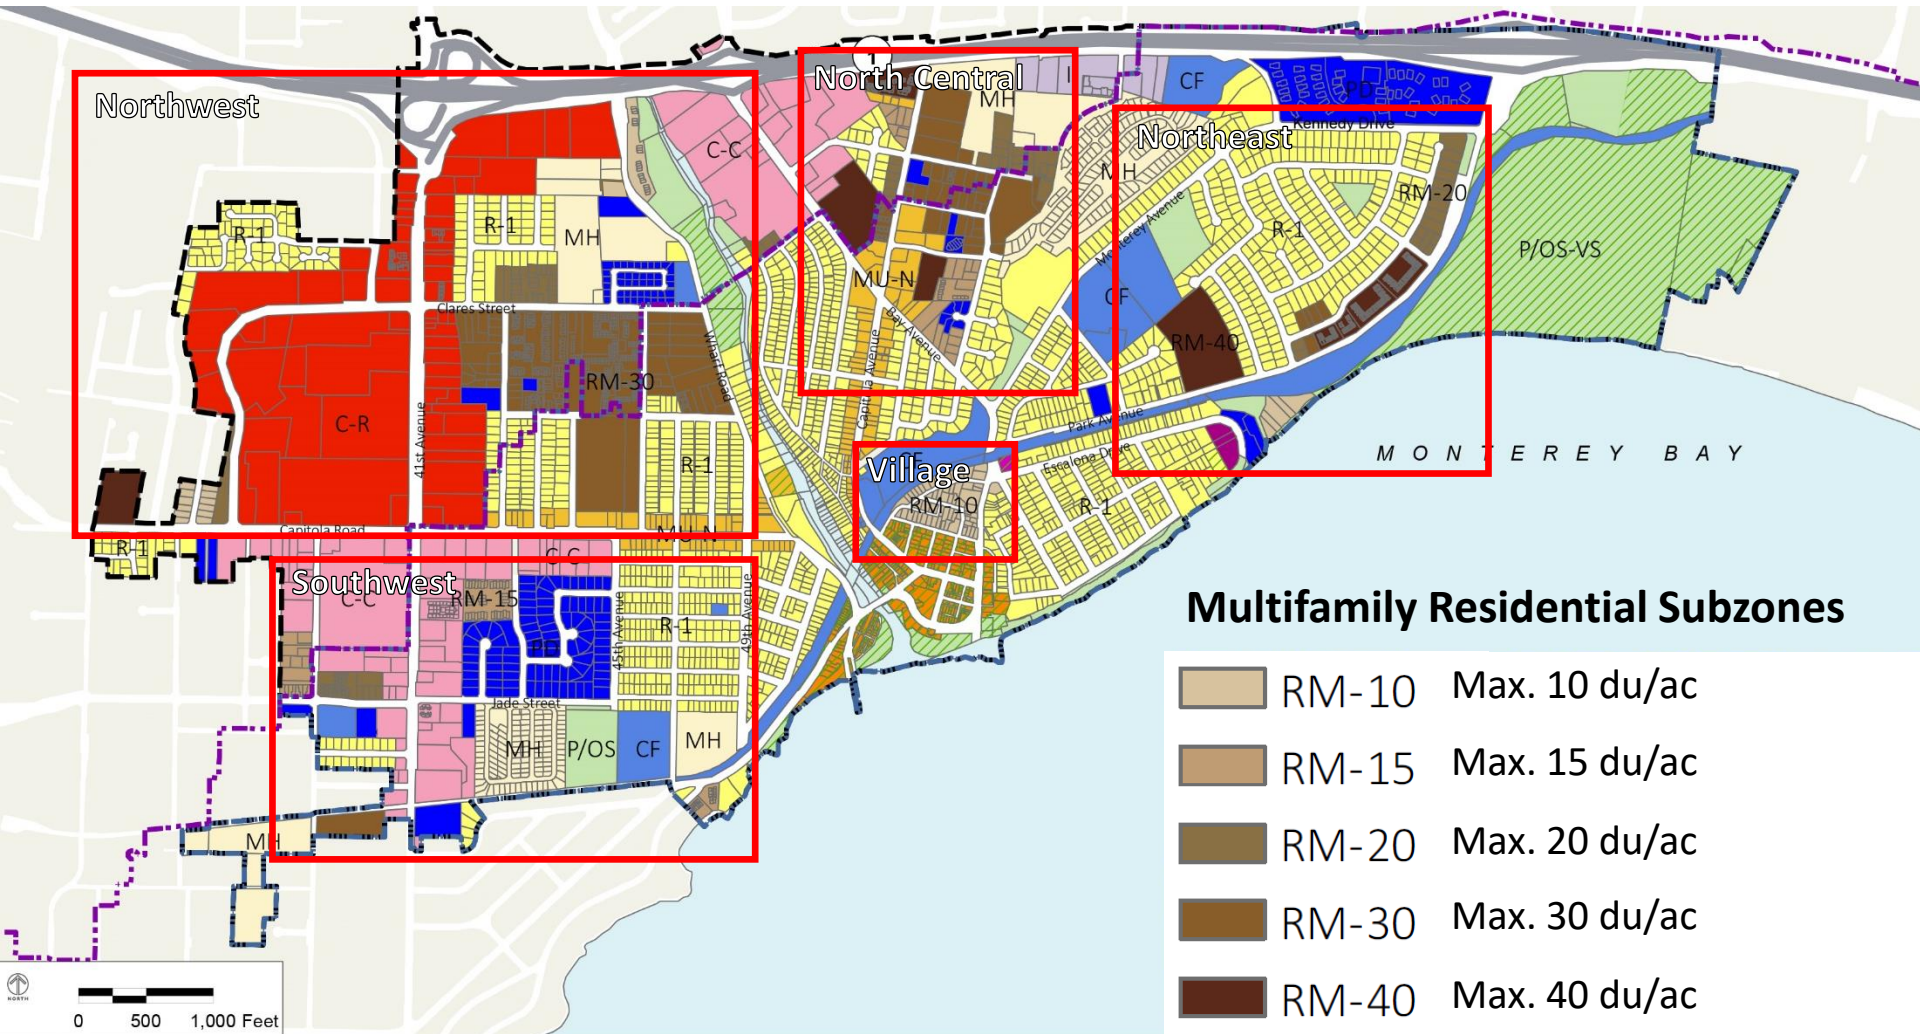 Northwest
1
North Central
I
CF
PD
MH
Kennedy Drive
Northeast
C-C
MH
RM-20
R-1
R-1
MH
Monterey Avenue
R-1
P/OS-VS
MU-N
CF
Clares Street
Bay Avenue
Wharf Road
RM-40
RM-30
Capitola Avenue
C-R
41st Avenue
Park Avenue
CF
Village
Escalona Drive
MONTEREY BAY
R-1
RM-10
R-1
Capitola Road
MU-N
R-1
C-C
Southwest
C-C
RM-15
R-1
PD
45th Avenue
49th Avenue
Jade Street
MH
P/OS
CF
MH
MH
Multifamily Residential Subzones
RM-10 Max. 10 du/ac
RM-15 Max. 15 du/ac
RM-20 Max. 20 du/ac
RM-30 Max. 30 du/ac
RM-40 Max. 40 du/ac
NORTH
0 500 1,000 Feet